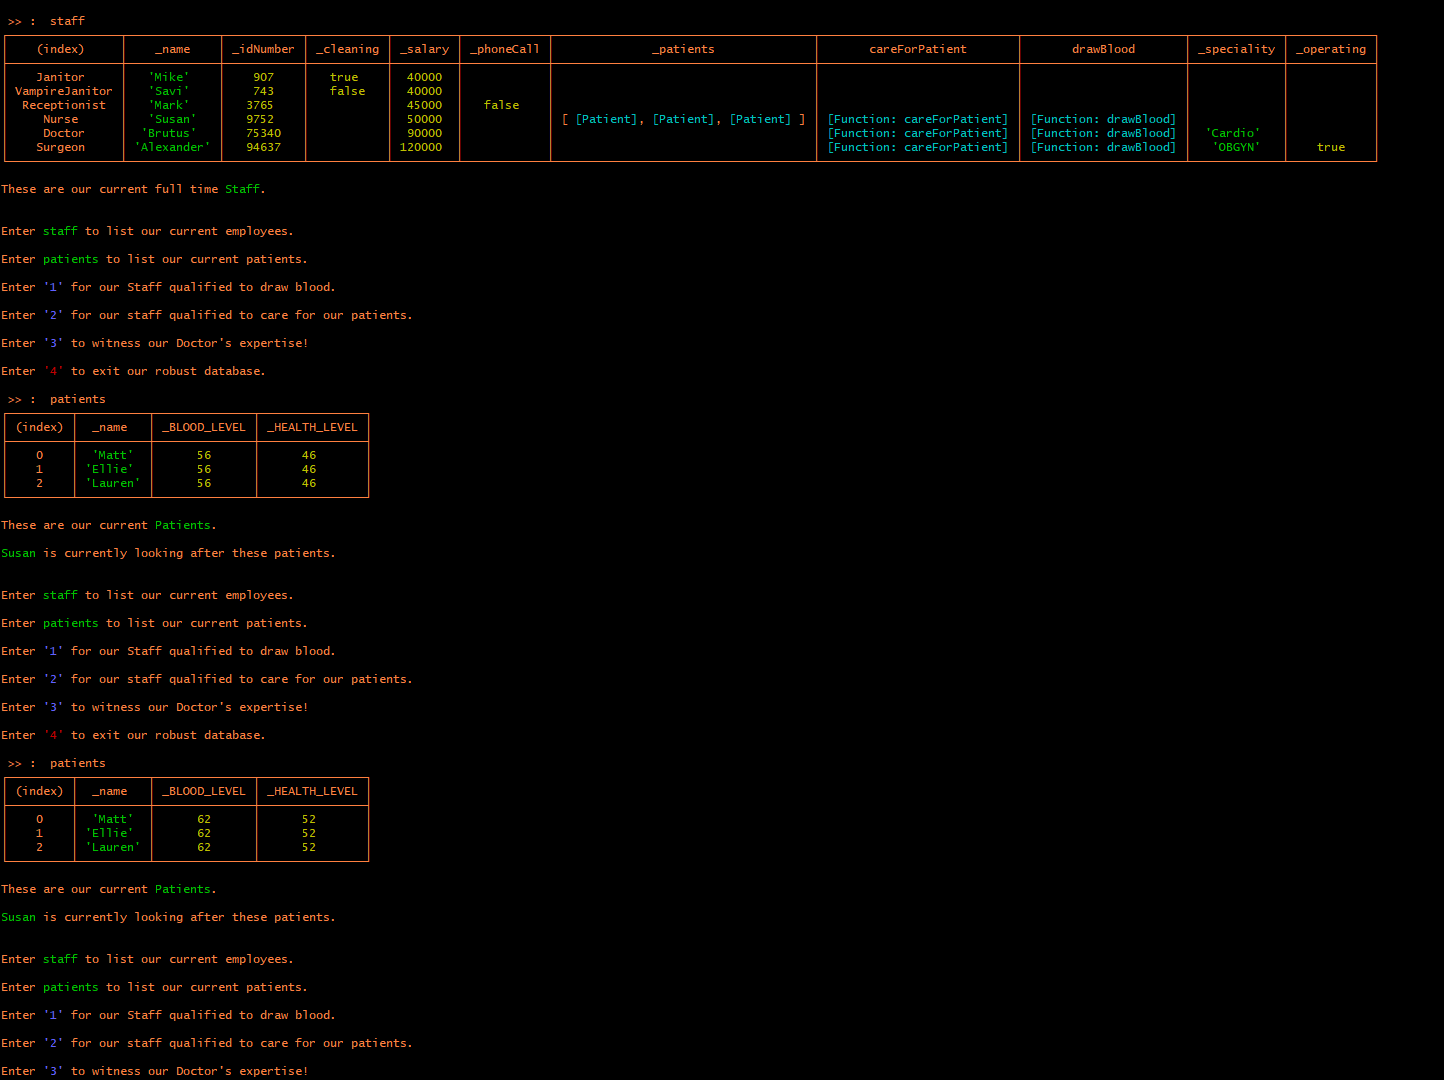 >> :  staff
(index) _name _idNumber _cleaning _salary _phoneCall _patients careForPatient drawBlood _speciality _operating
Janitor 'Mike' 907 true 40000
VampireJanitor 'Savi' 743 false 40000
Receptionist 'Mark' 3765 45000 false
Nurse 'Susan' 9752 50000 [ [Patient], [Patient], [Patient] ] [Function: careForPatient] [Function: drawBlood]
Doctor 'Brutus' 75340 90000 [Function: careForPatient] [Function: drawBlood] 'Cardio'
Surgeon 'Alexander' 94637 120000 [Function: careForPatient] [Function: drawBlood] 'OBGYN' true
These are our current full time Staff.
Enter staff to list our current employees.
Enter patients to list our current patients.
Enter '1' for our Staff qualified to draw blood.
Enter '2' for our staff qualified to care for our patients.
Enter '3' to witness our Doctor's expertise!
Enter '4' to exit our robust database.
>> :  patients
(index) _name _BLOOD_LEVEL _HEALTH_LEVEL
0 'Matt' 56 46
1 'Ellie' 56 46
2 'Lauren' 56 46
These are our current Patients.
Susan is currently looking after these patients.
Enter staff to list our current employees.
Enter patients to list our current patients.
Enter '1' for our Staff qualified to draw blood.
Enter '2' for our staff qualified to care for our patients.
Enter '3' to witness our Doctor's expertise!
Enter '4' to exit our robust database.
>> :  patients
(index) _name _BLOOD_LEVEL _HEALTH_LEVEL
0 'Matt' 62 52
1 'Ellie' 62 52
2 'Lauren' 62 52
These are our current Patients.
Susan is currently looking after these patients.
Enter staff to list our current employees.
Enter patients to list our current patients.
Enter '1' for our Staff qualified to draw blood.
Enter '2' for our staff qualified to care for our patients.
Enter '3' to witness our Doctor's expertise!